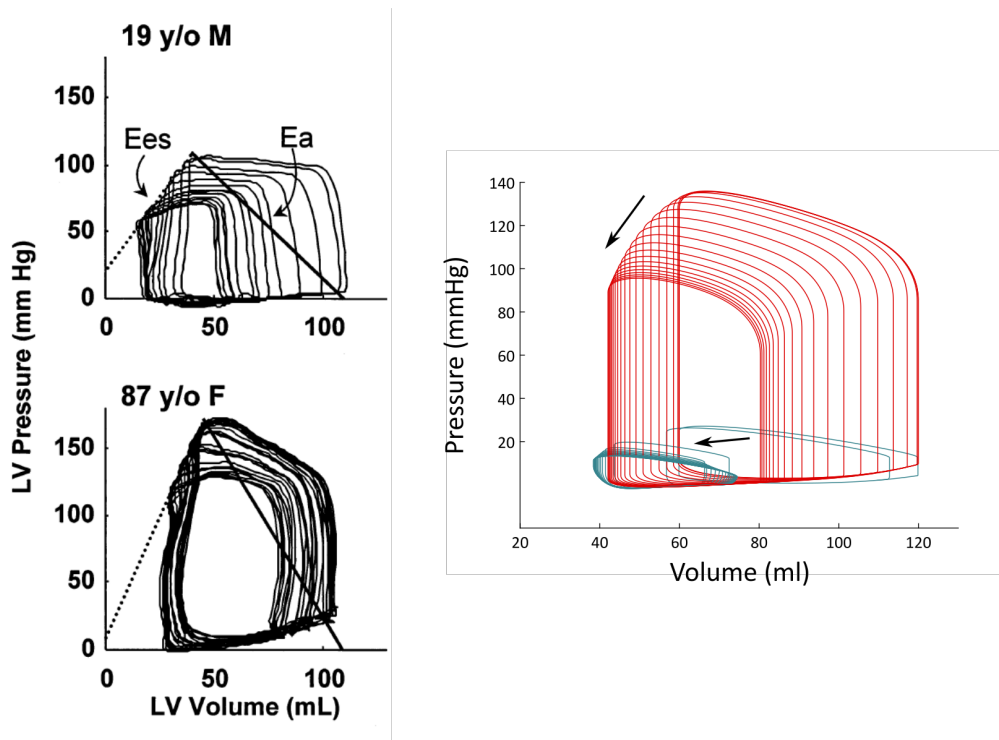 19 y/o M
150
Ees
Ea
100
50
0
0 50 100
87 y/o F
150
100
50
0
0 50 100
LV Volume (mL)
LV Pressure (mm Hg)
140
120
100
80
60
40
20
20 40 60 80 100 120
Volume (ml)
Pressure (mmHg)